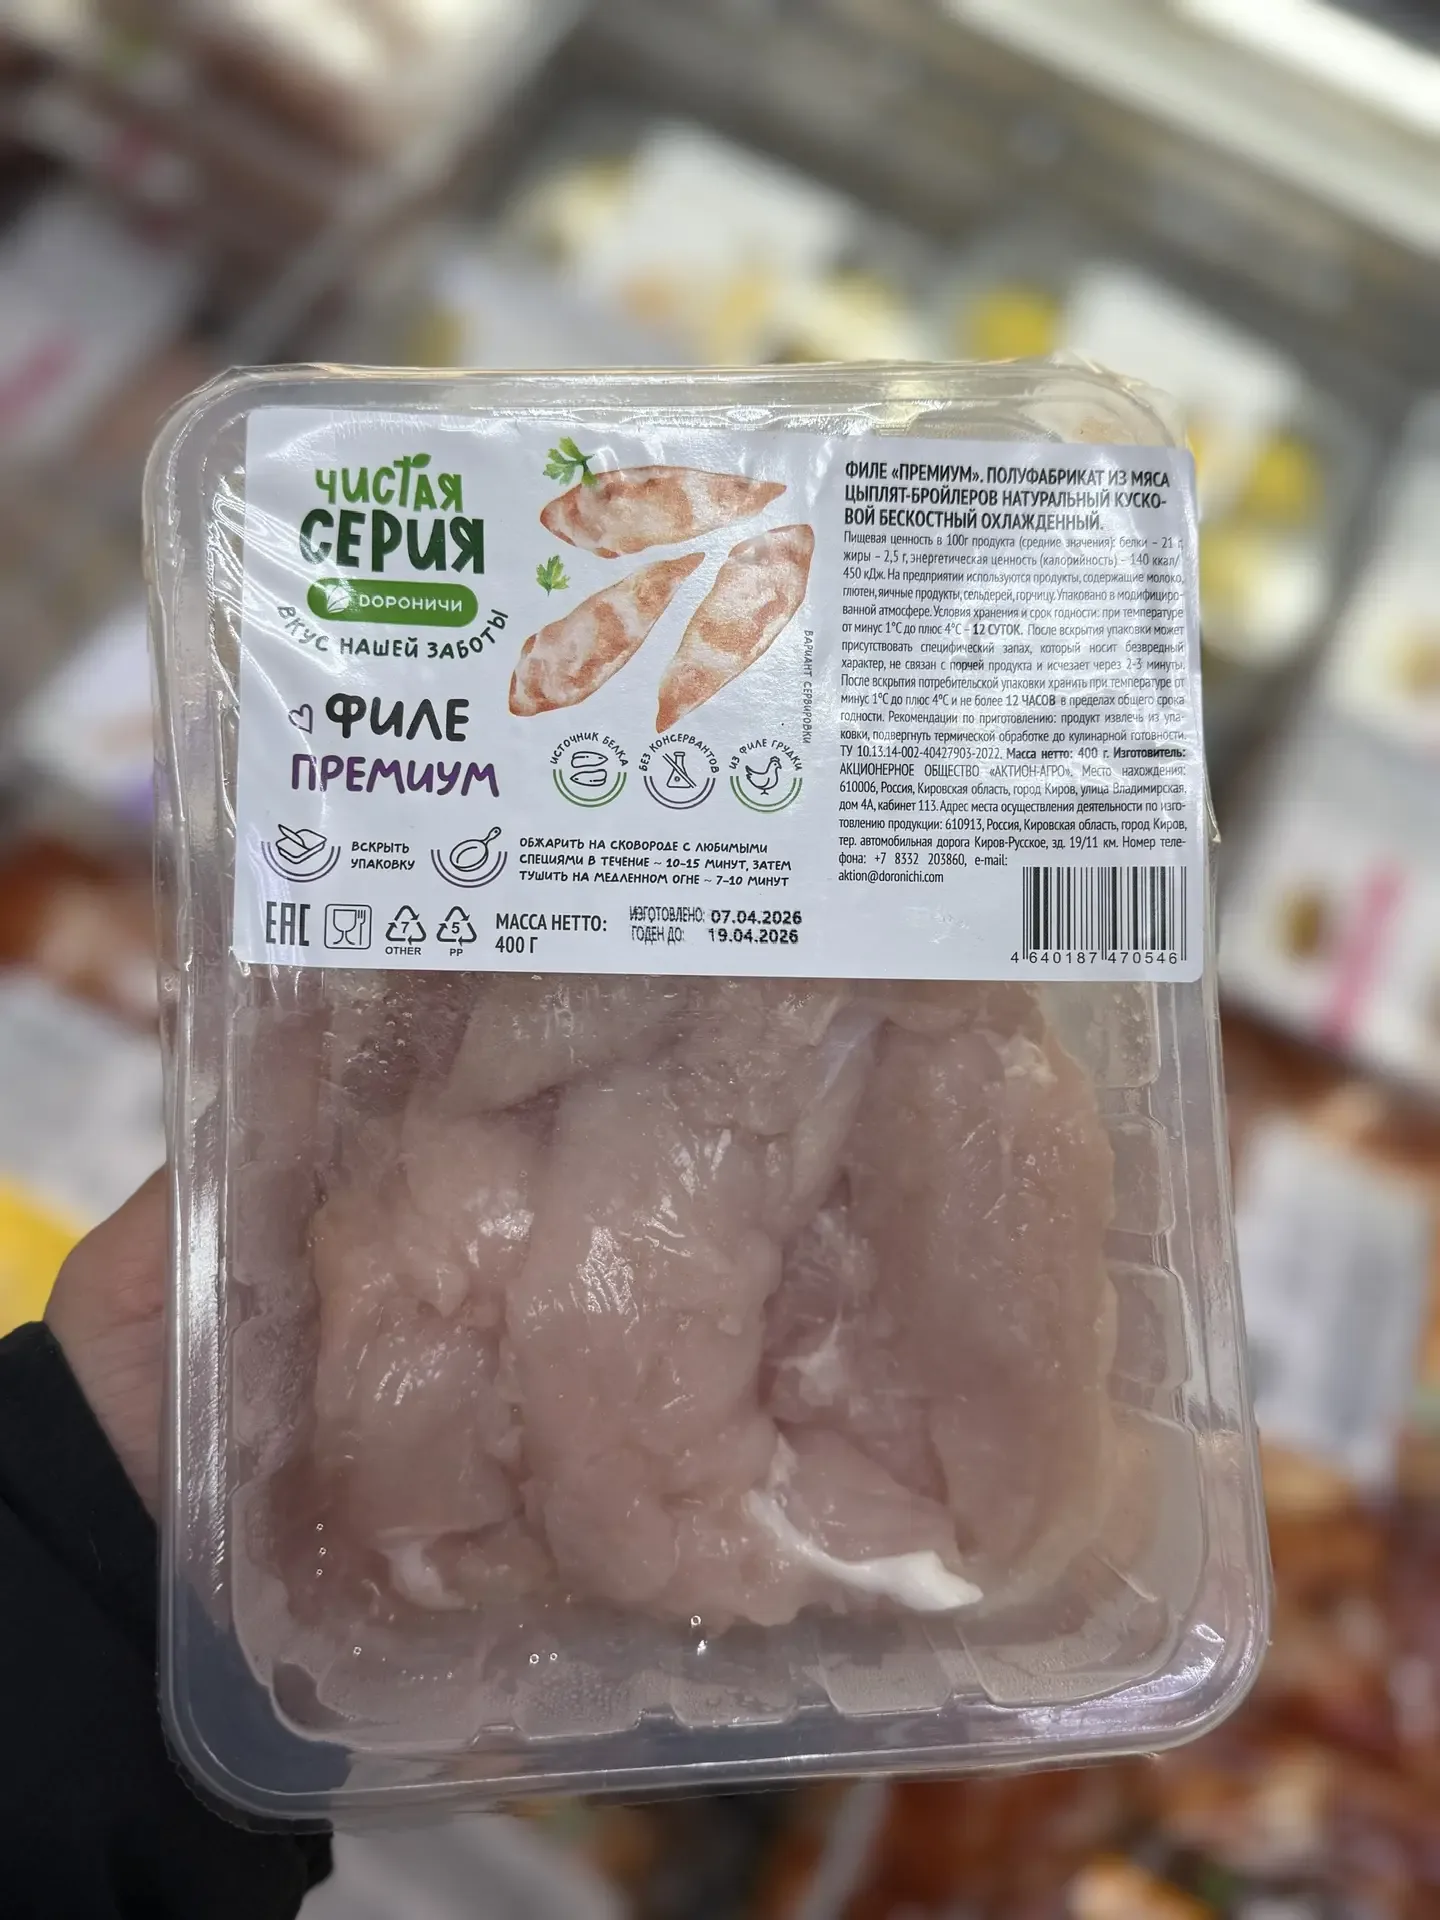 ЧИСТАЯ
СЕРИЯ
ДОРОНИЧИ
ВКУС НАШЕЙ ЗАБОТЫ
ФИЛЕ
ПРЕМИУМ
ВАРИАНТ СЕРВИРОВКИ
ИСТОЧНИК БЕЛКА
БЕЗ КОНСЕРВАНТОВ
ИЗ ФИЛЕ ГРУДКИ
ВСКРЫТЬ
УПАКОВКУ
ОБЖАРИТЬ НА СКОВОРОДЕ С ЛЮБИМЫМИ
СПЕЦИЯМИ В ТЕЧЕНИЕ ~ 10-15 МИНУТ, ЗАТЕМ
ТУШИТЬ НА МЕДЛЕННОМ ОГНЕ ~ 7-10 МИНУТ
EAC
7
OTHER
5
PP
МАССА НЕТТО:
400 Г
ИЗГОТОВЛЕНО: 07.04.2026
ГОДЕН ДО: 19.04.2026
ФИЛЕ «ПРЕМИУМ». ПОЛУФАБРИКАТ ИЗ МЯСА
ЦЫПЛЯТ-БРОЙЛЕРОВ НАТУРАЛЬНЫЙ КУСКО-
ВОЙ БЕСКОСТНЫЙ ОХЛАЖДЕННЫЙ.
Пищевая ценность в 100г продукта (средние значения): белки – 21 г,
жиры – 2,5 г, энергетическая ценность (калорийность) – 140 ккал/
450 кДж. На предприятии используются продукты, содержащие молоко,
глютен, яичные продукты, сельдерей, горчицу. Упаковано в модифициро-
ванной атмосфере. Условия хранения и срок годности: при температуре
от минус 1°С до плюс 4°С – 12 СУТОК. После вскрытия упаковки может
присутствовать специфический запах, который носит безвредный
характер, не связан с порчей продукта и исчезает через 2-3 минуты.
После вскрытия потребительской упаковки хранить при температуре от
минус 1°С до плюс 4°С и не более 12 ЧАСОВ в пределах общего срока
годности. Рекомендации по приготовлению: продукт извлечь из упа-
ковки, подвергнуть термической обработке до кулинарной готовности.
ТУ 10.13.14-002-40427903-2022. Масса нетто: 400 г. Изготовитель:
АКЦИОНЕРНОЕ ОБЩЕСТВО «АКТИОН-АГРО». Место нахождения:
610006, Россия, Кировская область, город Киров, улица Владимирская,
дом 4А, кабинет 113. Адрес места осуществления деятельности по изго-
товлению продукции: 610913, Россия, Кировская область, город Киров,
тер. автомобильная дорога Киров-Русское, зд. 19/11 км. Номер теле-
фона: +7 8332 203860, e-mail:
aktion@doronichi.com
4 640187 470546